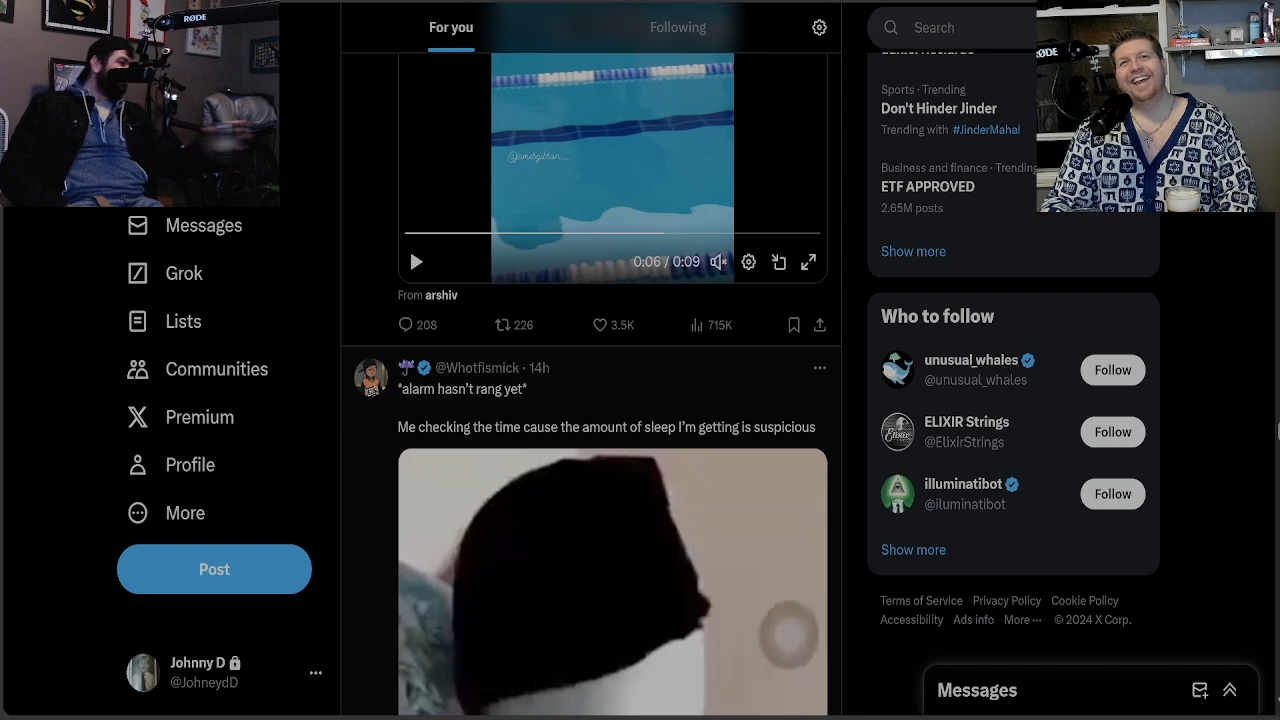 RØDE
For you
Following
Search
RØDE
Sports · Trending
Don't Hinder Jinder
Trending with #JinderMahal
Business and finance · Trending
ETF APPROVED
2.65M posts
Show more
0:06 / 0:09
From arshiv
208
226
3.5K
715K
Messages
Grok
Lists
Communities
Premium
Profile
More
Post
Johnny D
@JohneydD
@Whotfismick · 14h
*alarm hasn't rang yet*
Me checking the time cause the amount of sleep I'm getting is suspicious
Who to follow
unusual_whales
@unusual_whales
Follow
ELIXIR Strings
@ElixirStrings
Follow
illuminatibot
@iluminatibot
Follow
Show more
Terms of Service Privacy Policy Cookie Policy
Accessibility Ads info More ··· © 2024 X Corp.
Messages